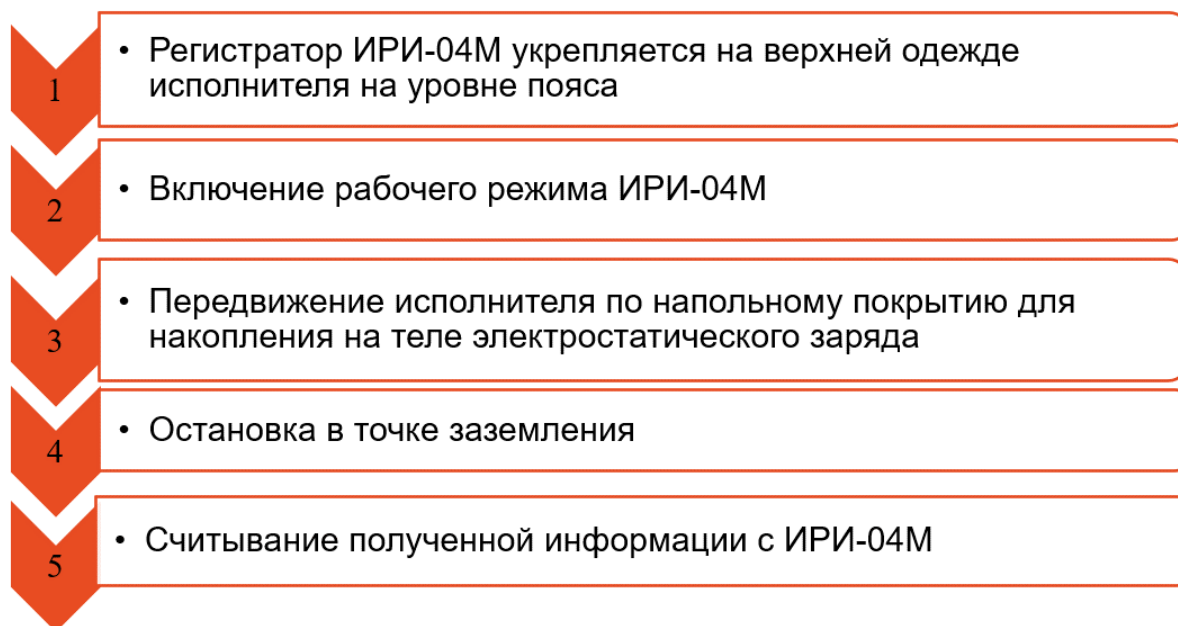 1
• Регистратор ИРИ-04М укрепляется на верхней одежде
исполнителя на уровне пояса
2
• Включение рабочего режима ИРИ-04М
3
• Передвижение исполнителя по напольному покрытию для
накопления на теле электростатического заряда
4
• Остановка в точке заземления
5
• Считывание полученной информации с ИРИ-04М